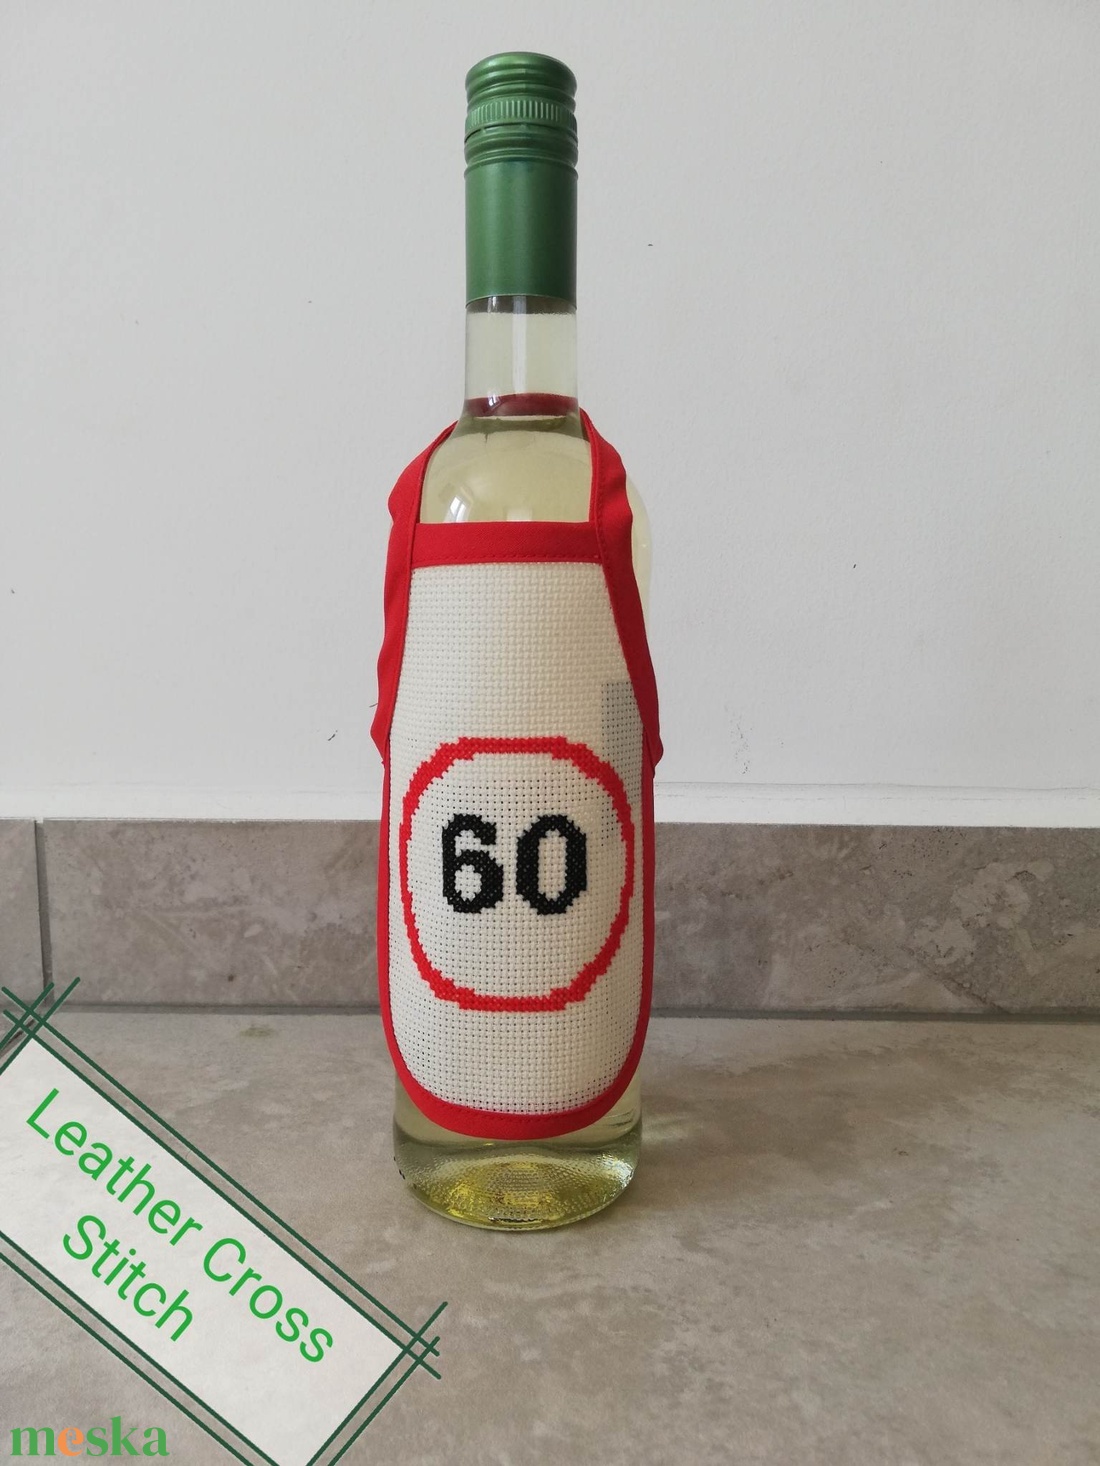 60
Leather Cross
Stitch
meska